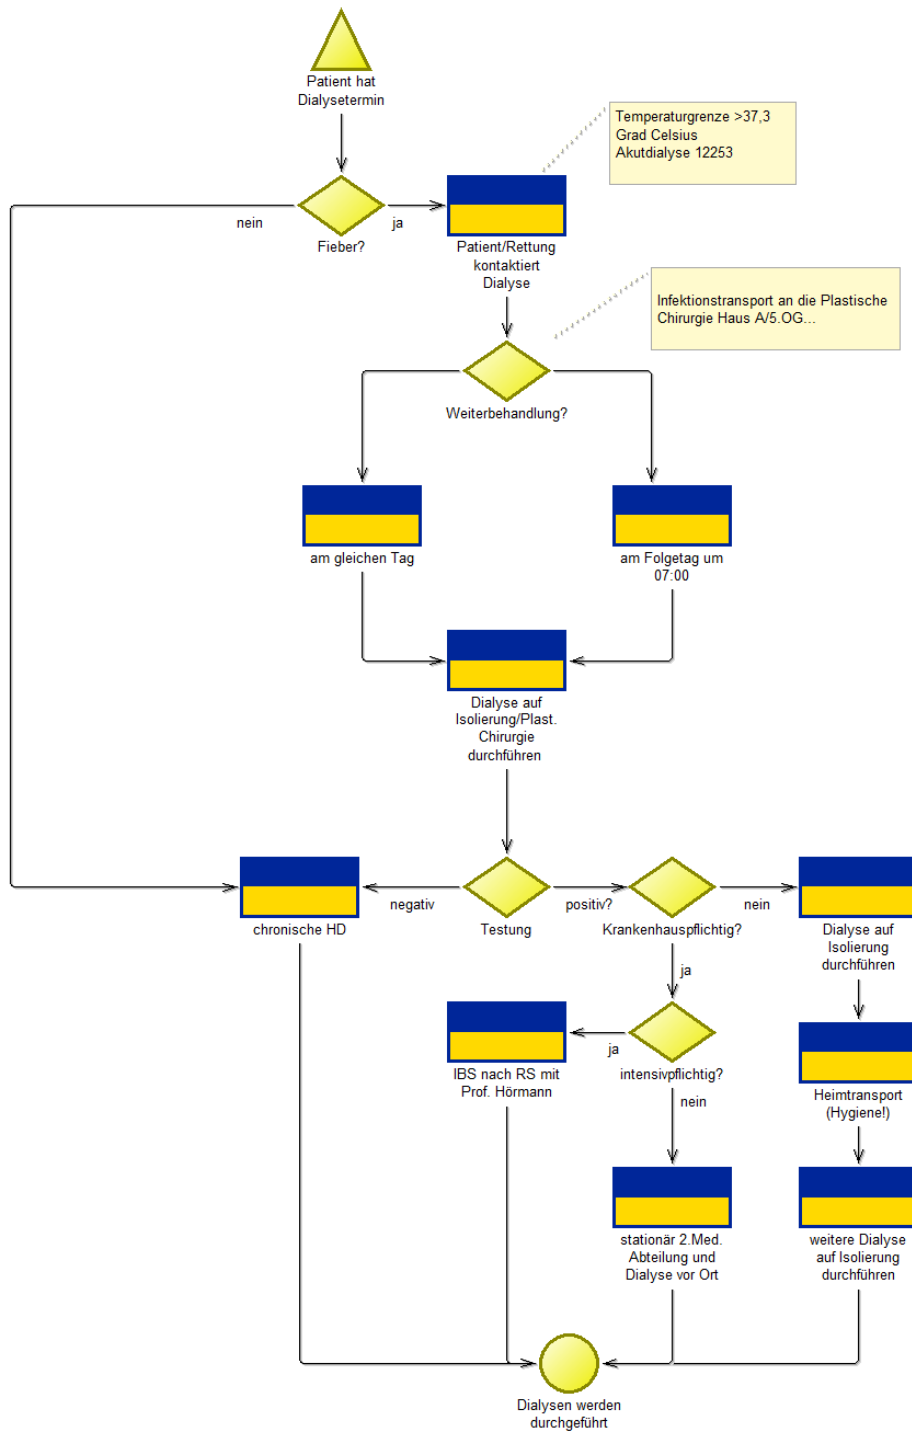 Patient hat
Dialysetermin
Temperaturgrenze >37,3
Grad Celsius
Akutdialyse 12253
nein
ja
Fieber?
Patient/Rettung
kontaktiert
Dialyse
Infektionstransport an die Plastische
Chirurgie Haus A/5.OG...
Weiterbehandlung?
am gleichen Tag
am Folgetag um
07:00
Dialyse auf
Isolierung/Plast.
Chirurgie
durchführen
negativ
positiv?
nein
chronische HD
Testung
Krankenhauspflichtig?
Dialyse auf
Isolierung
durchführen
ja
ja
IBS nach RS mit
Prof. Hörmann
intensivpflichtig?
nein
Heimtransport
(Hygiene!)
stationär 2.Med.
Abteilung und
Dialyse vor Ort
weitere Dialyse
auf Isolierung
durchführen
Dialysen werden
durchgeführt